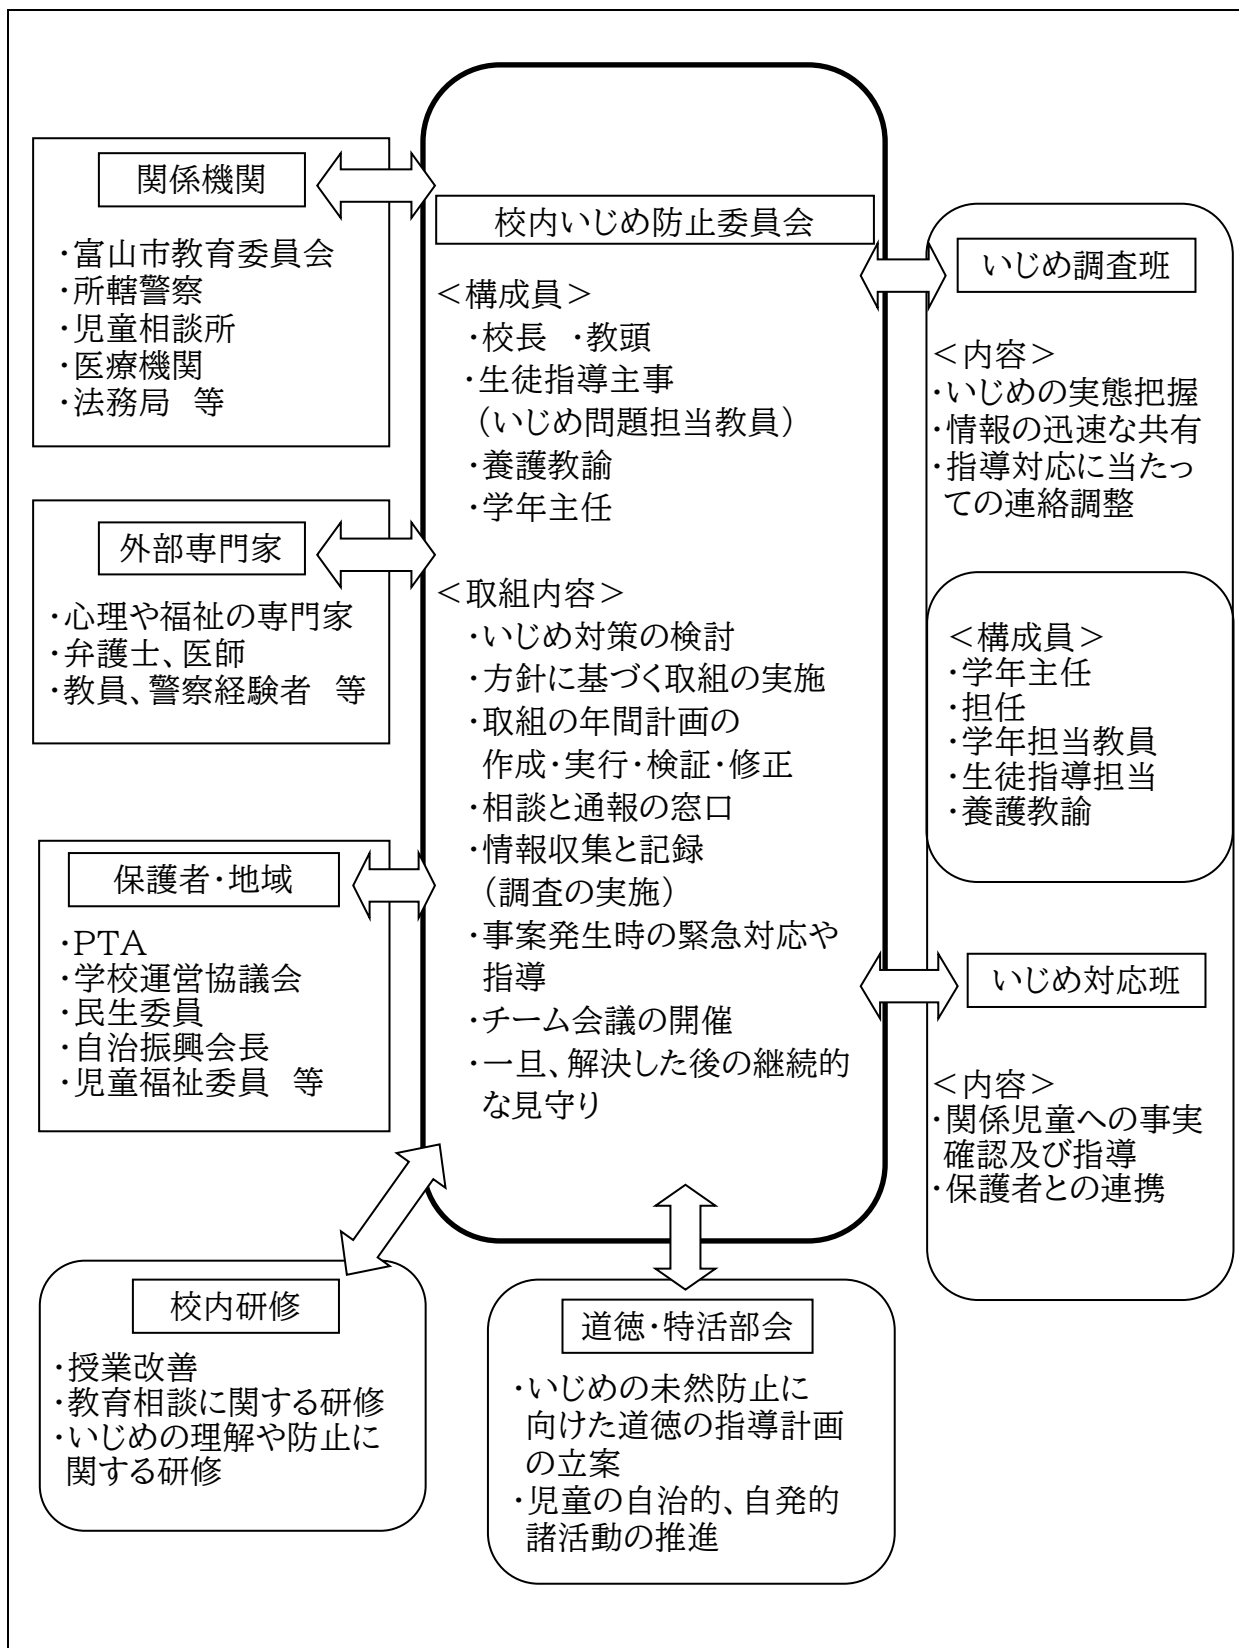 関係機関
・富山市教育委員会
・所轄警察
・児童相談所
・医療機関
・法務局　等
外部専門家
・心理や福祉の専門家
・弁護士、医師
・教員、警察経験者　等
保護者・地域
・PTA
・学校運営協議会
・民生委員
・自治振興会長
・児童福祉委員　等
校内いじめ防止委員会
＜構成員＞
・校長　・教頭
・生徒指導主事
（いじめ問題担当教員）
・養護教諭
・学年主任
＜取組内容＞
・いじめ対策の検討
・方針に基づく取組の実施
・取組の年間計画の
作成・実行・検証・修正
・相談と通報の窓口
・情報収集と記録
（調査の実施）
・事案発生時の緊急対応や
指導
・チーム会議の開催
・一旦、解決した後の継続的
な見守り
いじめ調査班
＜内容＞
・いじめの実態把握
・情報の迅速な共有
・指導対応に当たっ
ての連絡調整
＜構成員＞
・学年主任
・担任
・学年担当教員
・生徒指導担当
・養護教諭
いじめ対応班
＜内容＞
・関係児童への事実
確認及び指導
・保護者との連携
校内研修
・授業改善
・教育相談に関する研修
・いじめの理解や防止に
関する研修
道徳・特活部会
・いじめの未然防止に
向けた道徳の指導計画
の立案
・児童の自治的、自発的
諸活動の推進